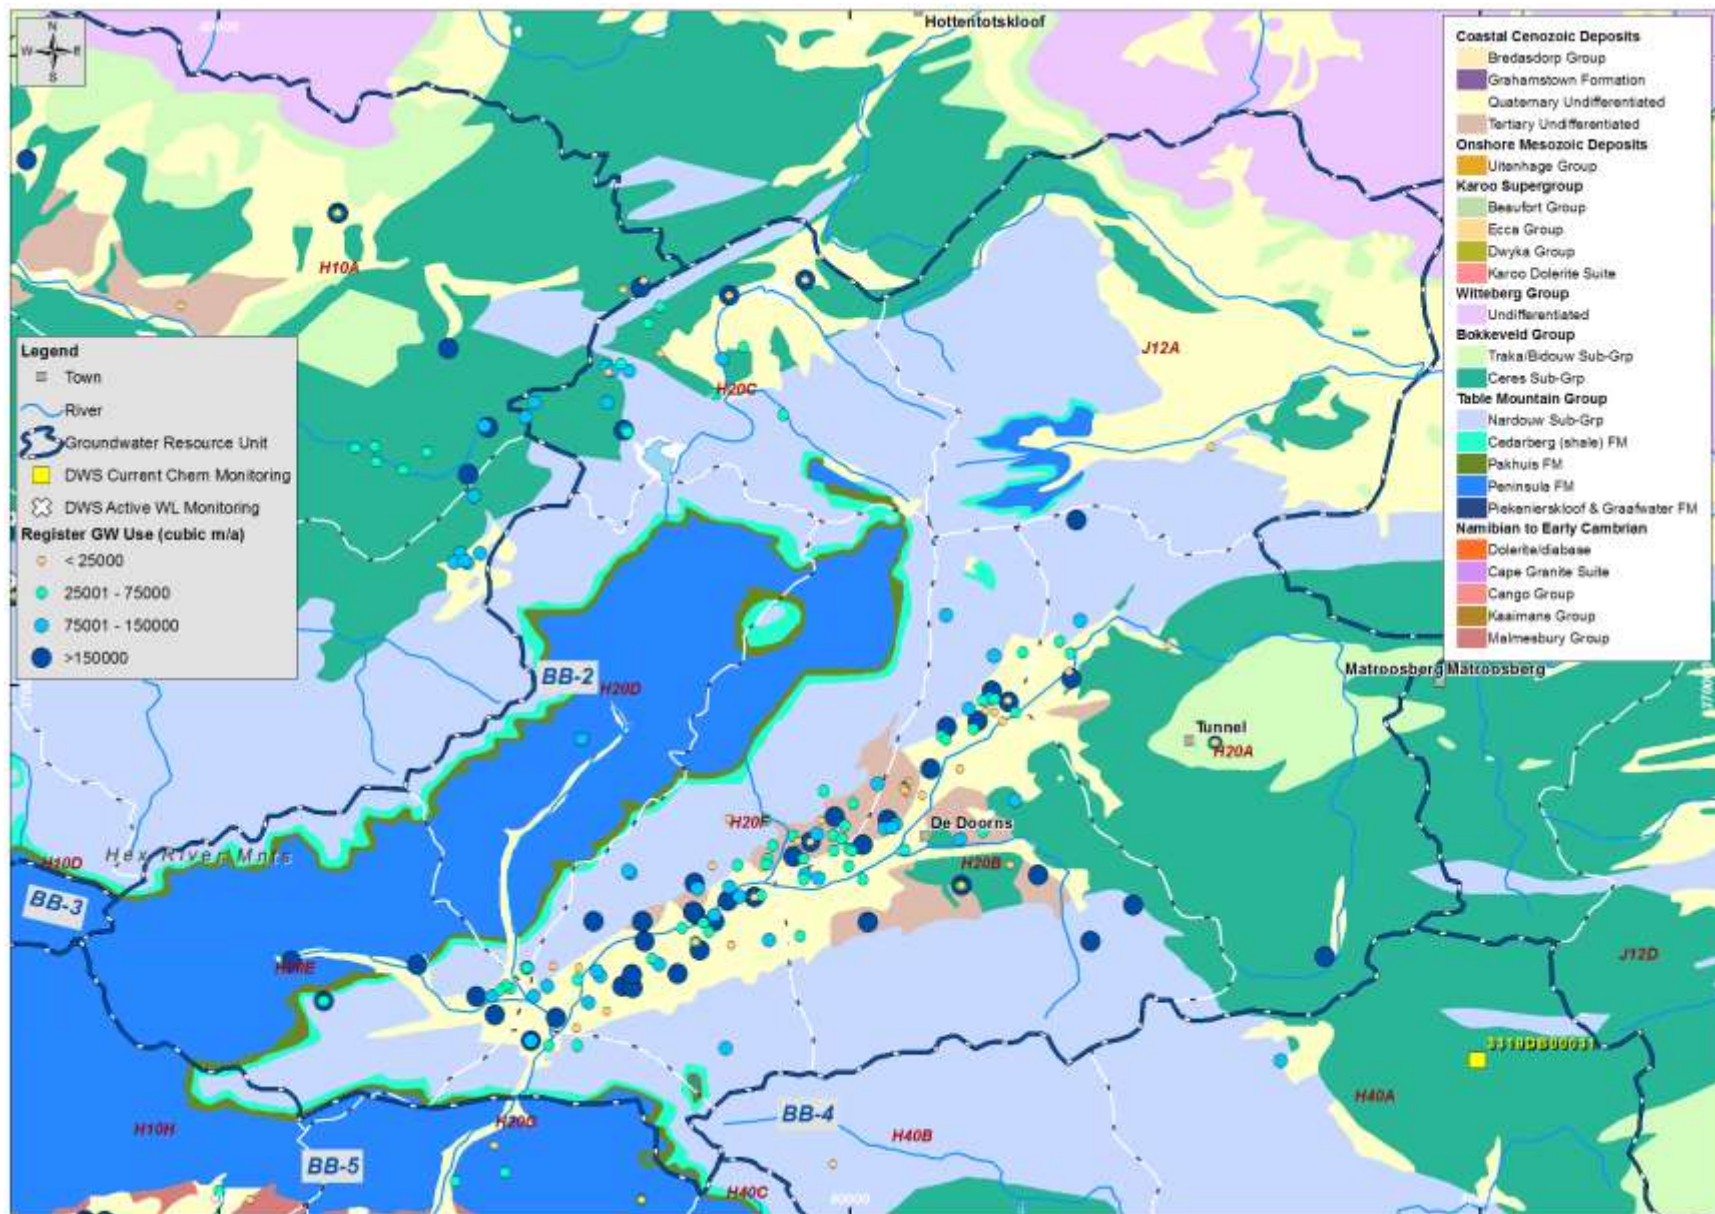 N
W E
S
40000
Hottentotskloof
Coastal Cenozoic Deposits
Bredasdorp Group
Grahamstown Formation
Quaternary Undifferentiated
Tertiary Undifferentiated
Onshore Mesozoic Deposits
Uitenhage Group
Karoo Supergroup
Beaufort Group
Ecca Group
Dwyka Group
Karoo Dolerite Suite
Witteberg Group
Undifferentiated
Bokkeveld Group
Traka/Bidouw Sub-Grp
Ceres Sub-Grp
Table Mountain Group
Nardouw Sub-Grp
Cedarberg (shale) FM
Pakhuis FM
Peninsula FM
Piekenierskloof & Graafwater FM
Namibian to Early Cambrian
Dolerite/diabase
Cape Granite Suite
Cango Group
Kaaimans Group
Malmesbury Group
H10A
Legend
Town
River
Groundwater Resource Unit
DWS Current Chem Monitoring
DWS Active WL Monitoring
Register GW Use (cubic m/a)
< 25000
25001 - 75000
75001 - 150000
>150000
J12A
H20C
BB-2
H20D
Matroosberg Matroosberg
Tunnel
H20A
H20F
De Doorns
H20B
H10D
Hex River Mnts
BB-3
H20E
J12D
3319DB00031
H40A
BB-4
H40B
H10H
H20G
BB-5
H40C